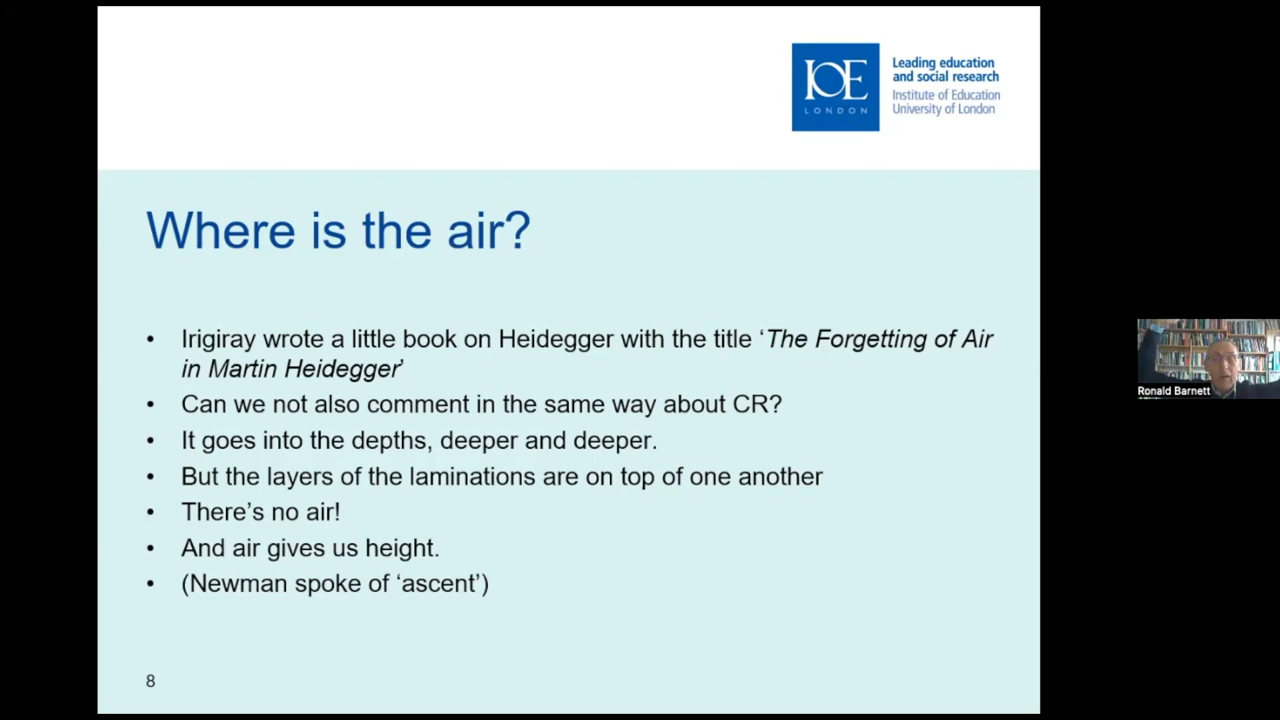 IOE
LONDON
Leading education
and social research
Institute of Education
University of London
Where is the air?
• Irigiray wrote a little book on Heidegger with the title ‘The Forgetting of Air
in Martin Heidegger’
• Can we not also comment in the same way about CR?
• It goes into the depths, deeper and deeper.
• But the layers of the laminations are on top of one another
• There’s no air!
• And air gives us height.
• (Newman spoke of ‘ascent’)
8
Ronald Barnett